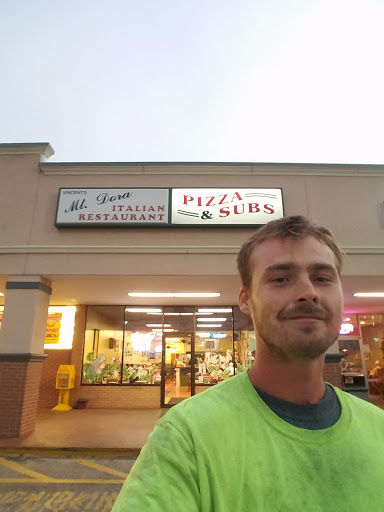 VINCENT'S
Mt. Dora
ITALIAN
RESTAURANT
PIZZA
& SUBS